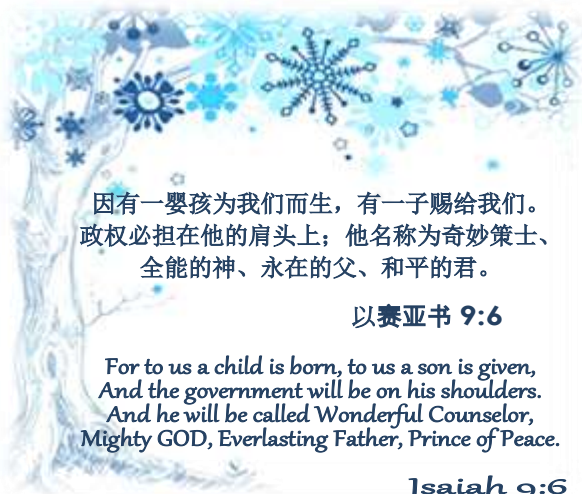 因有一婴孩为我们而生，有一子赐给我们。
政权必担在他的肩头上；他名称为奇妙策士、
全能的神、永在的父、和平的君。
以赛亚书 9:6
For to us a child is born, to us a son is given,
And the government will be on his shoulders.
And he will be called Wonderful Counselor,
Mighty GOD, Everlasting Father, Prince of Peace.
Isaiah 9:6